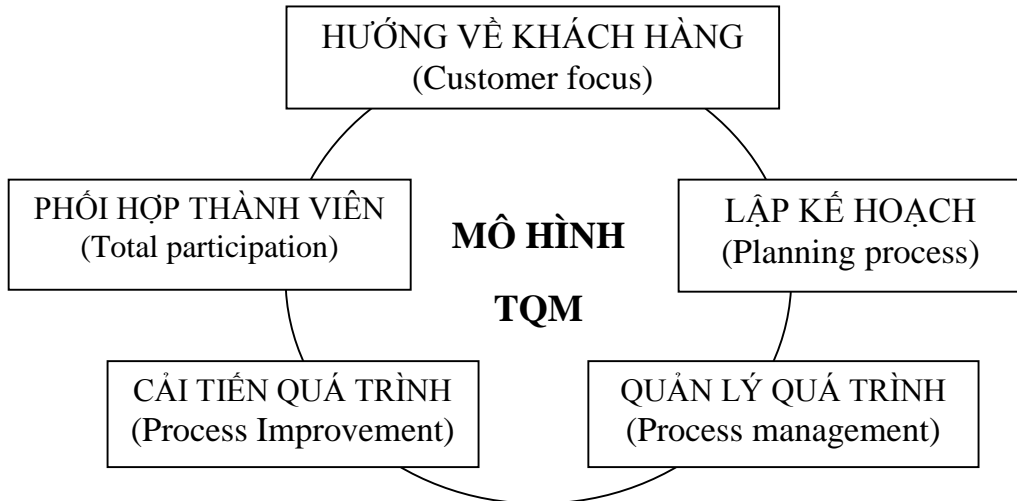 HƯỚNG VỀ KHÁCH HÀNG
(Customer focus)
PHỐI HỢP THÀNH VIÊN
(Total participation)
MÔ HÌNH
TQM
LẬP KẾ HOẠCH
(Planning process)
CẢI TIẾN QUÁ TRÌNH
(Process Improvement)
QUẢN LÝ QUÁ TRÌNH
(Process management)